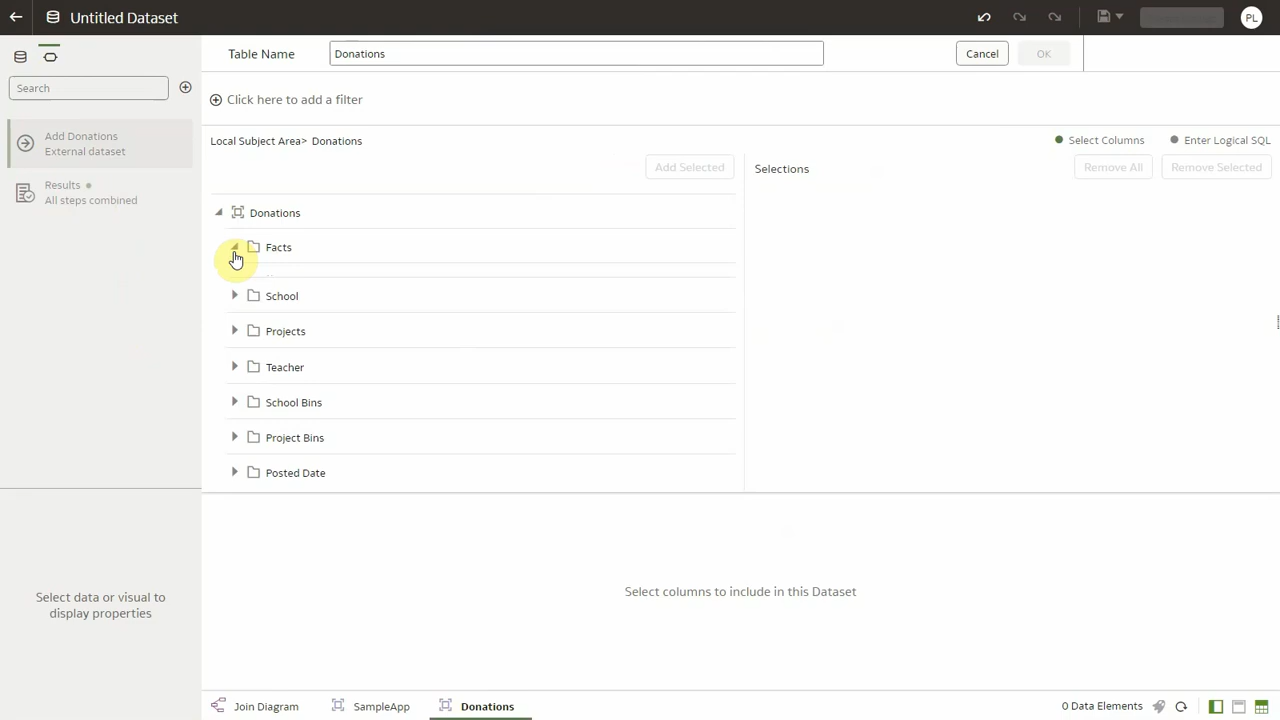 Untitled Dataset
PL
Table Name
Donations
Cancel
OK
Search
Click here to add a filter
Add Donations
External dataset
Results
All steps combined
Local Subject Area> Donations
Select Columns
Enter Logical SQL
Add Selected
Selections
Remove All
Remove Selected
Donations
Facts
School
Projects
Teacher
School Bins
Project Bins
Posted Date
Select data or visual to
display properties
Select columns to include in this Dataset
Join Diagram
SampleApp
Donations
0 Data Elements